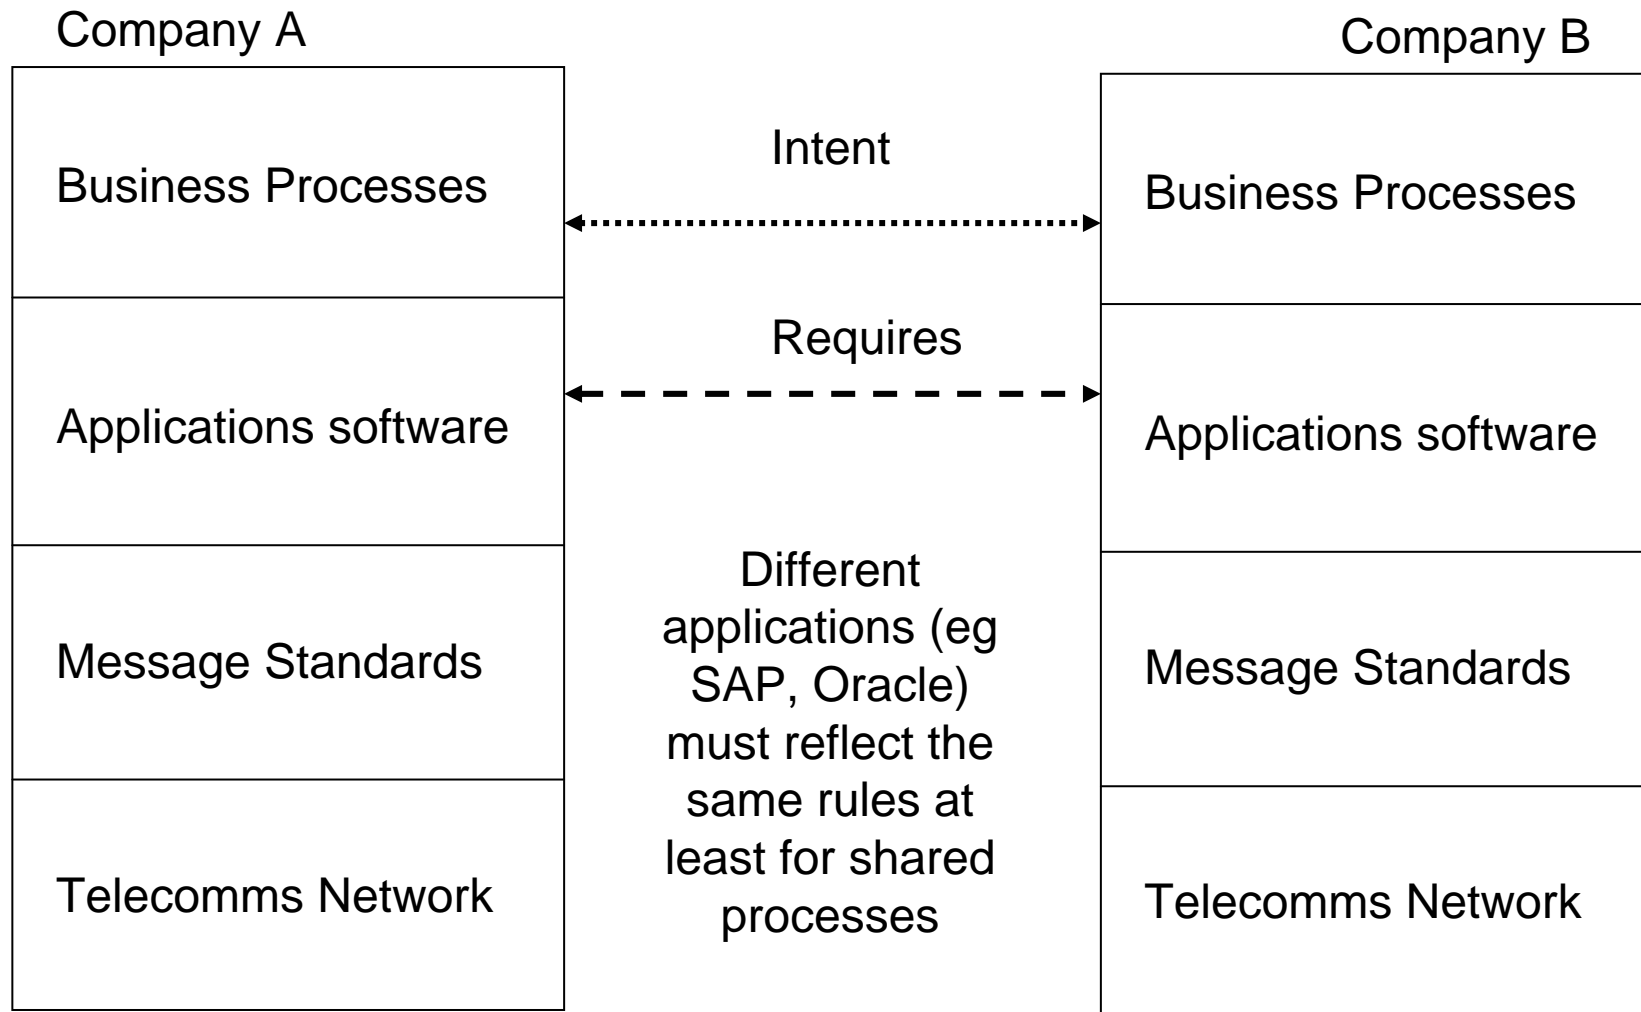 Company A
Business Processes
Applications software
Message Standards
Telecomms Network
Intent
Requires
Different
applications (eg
SAP, Oracle)
must reflect the
same rules at
least for shared
processes
Company B
Business Processes
Applications software
Message Standards
Telecomms Network